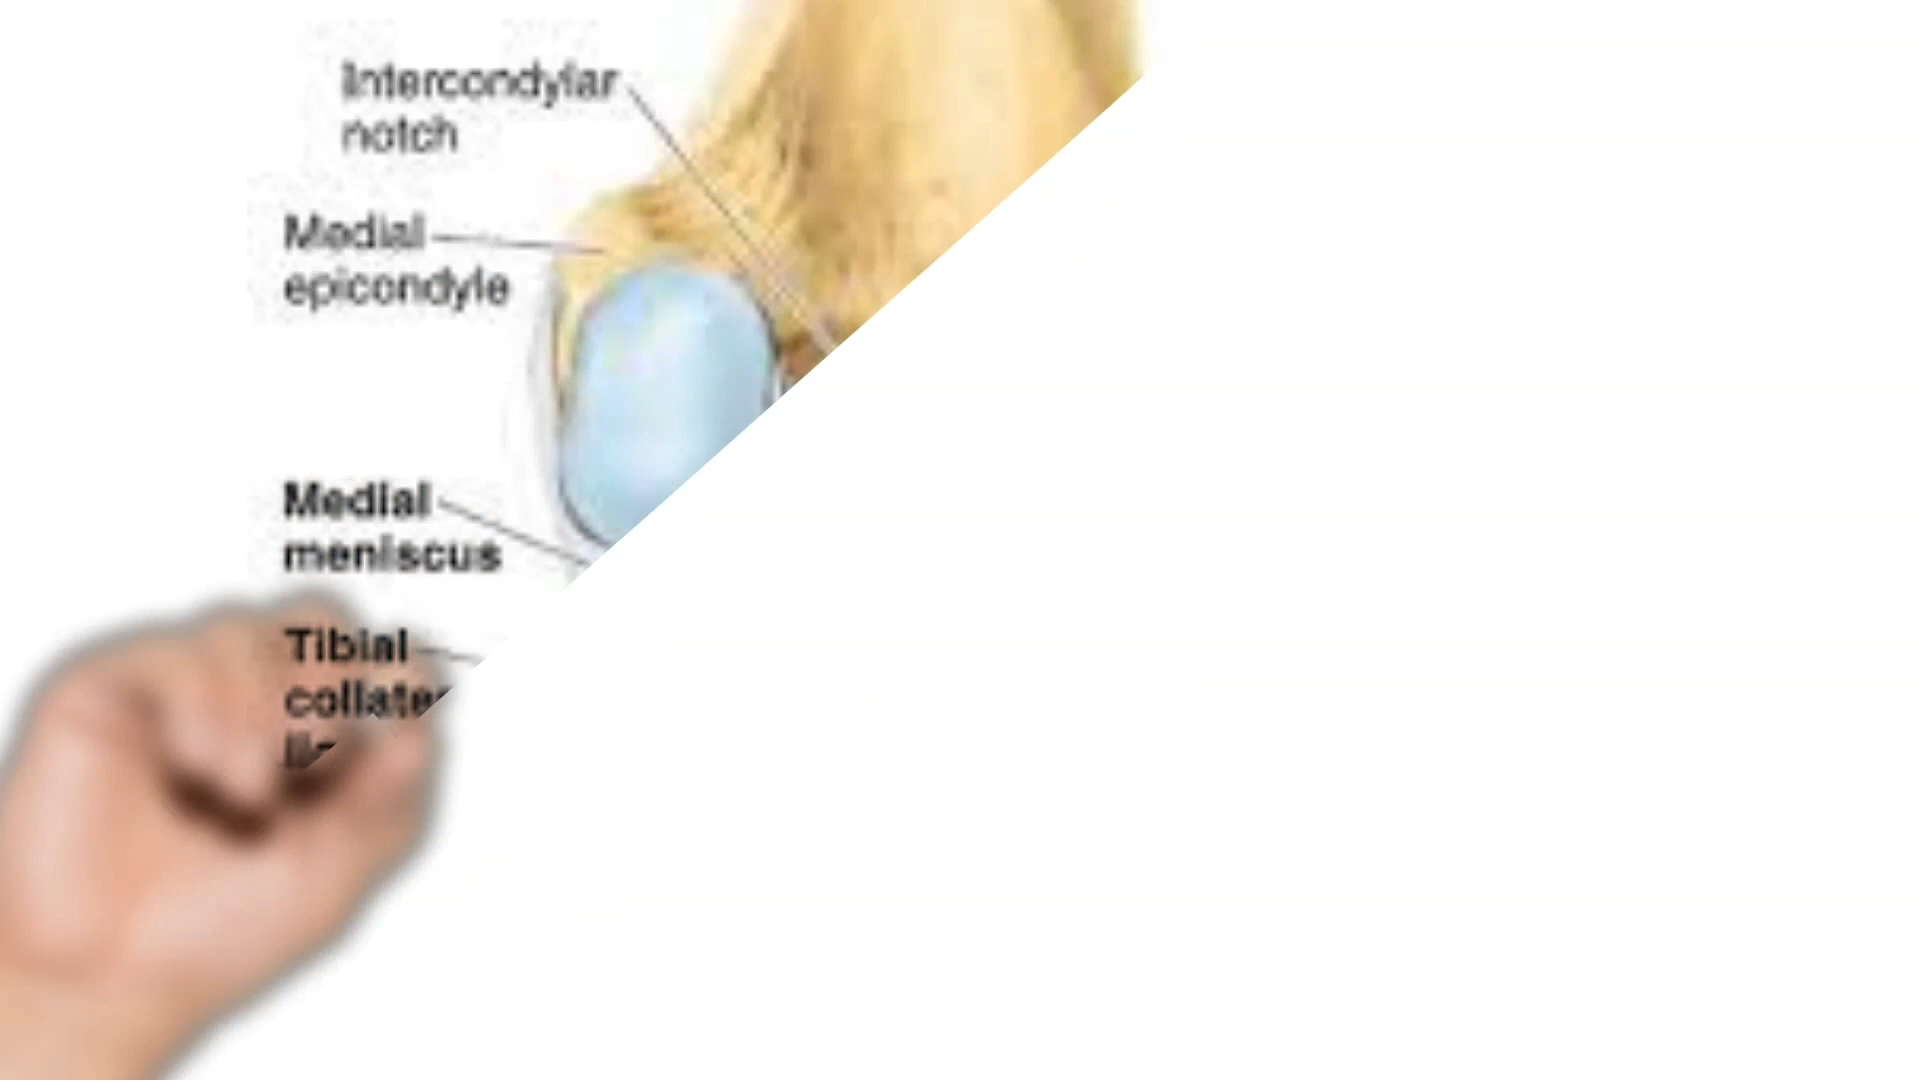 Intercondylar
notch
Medial
epicondyle
Medial
meniscus
Tibial